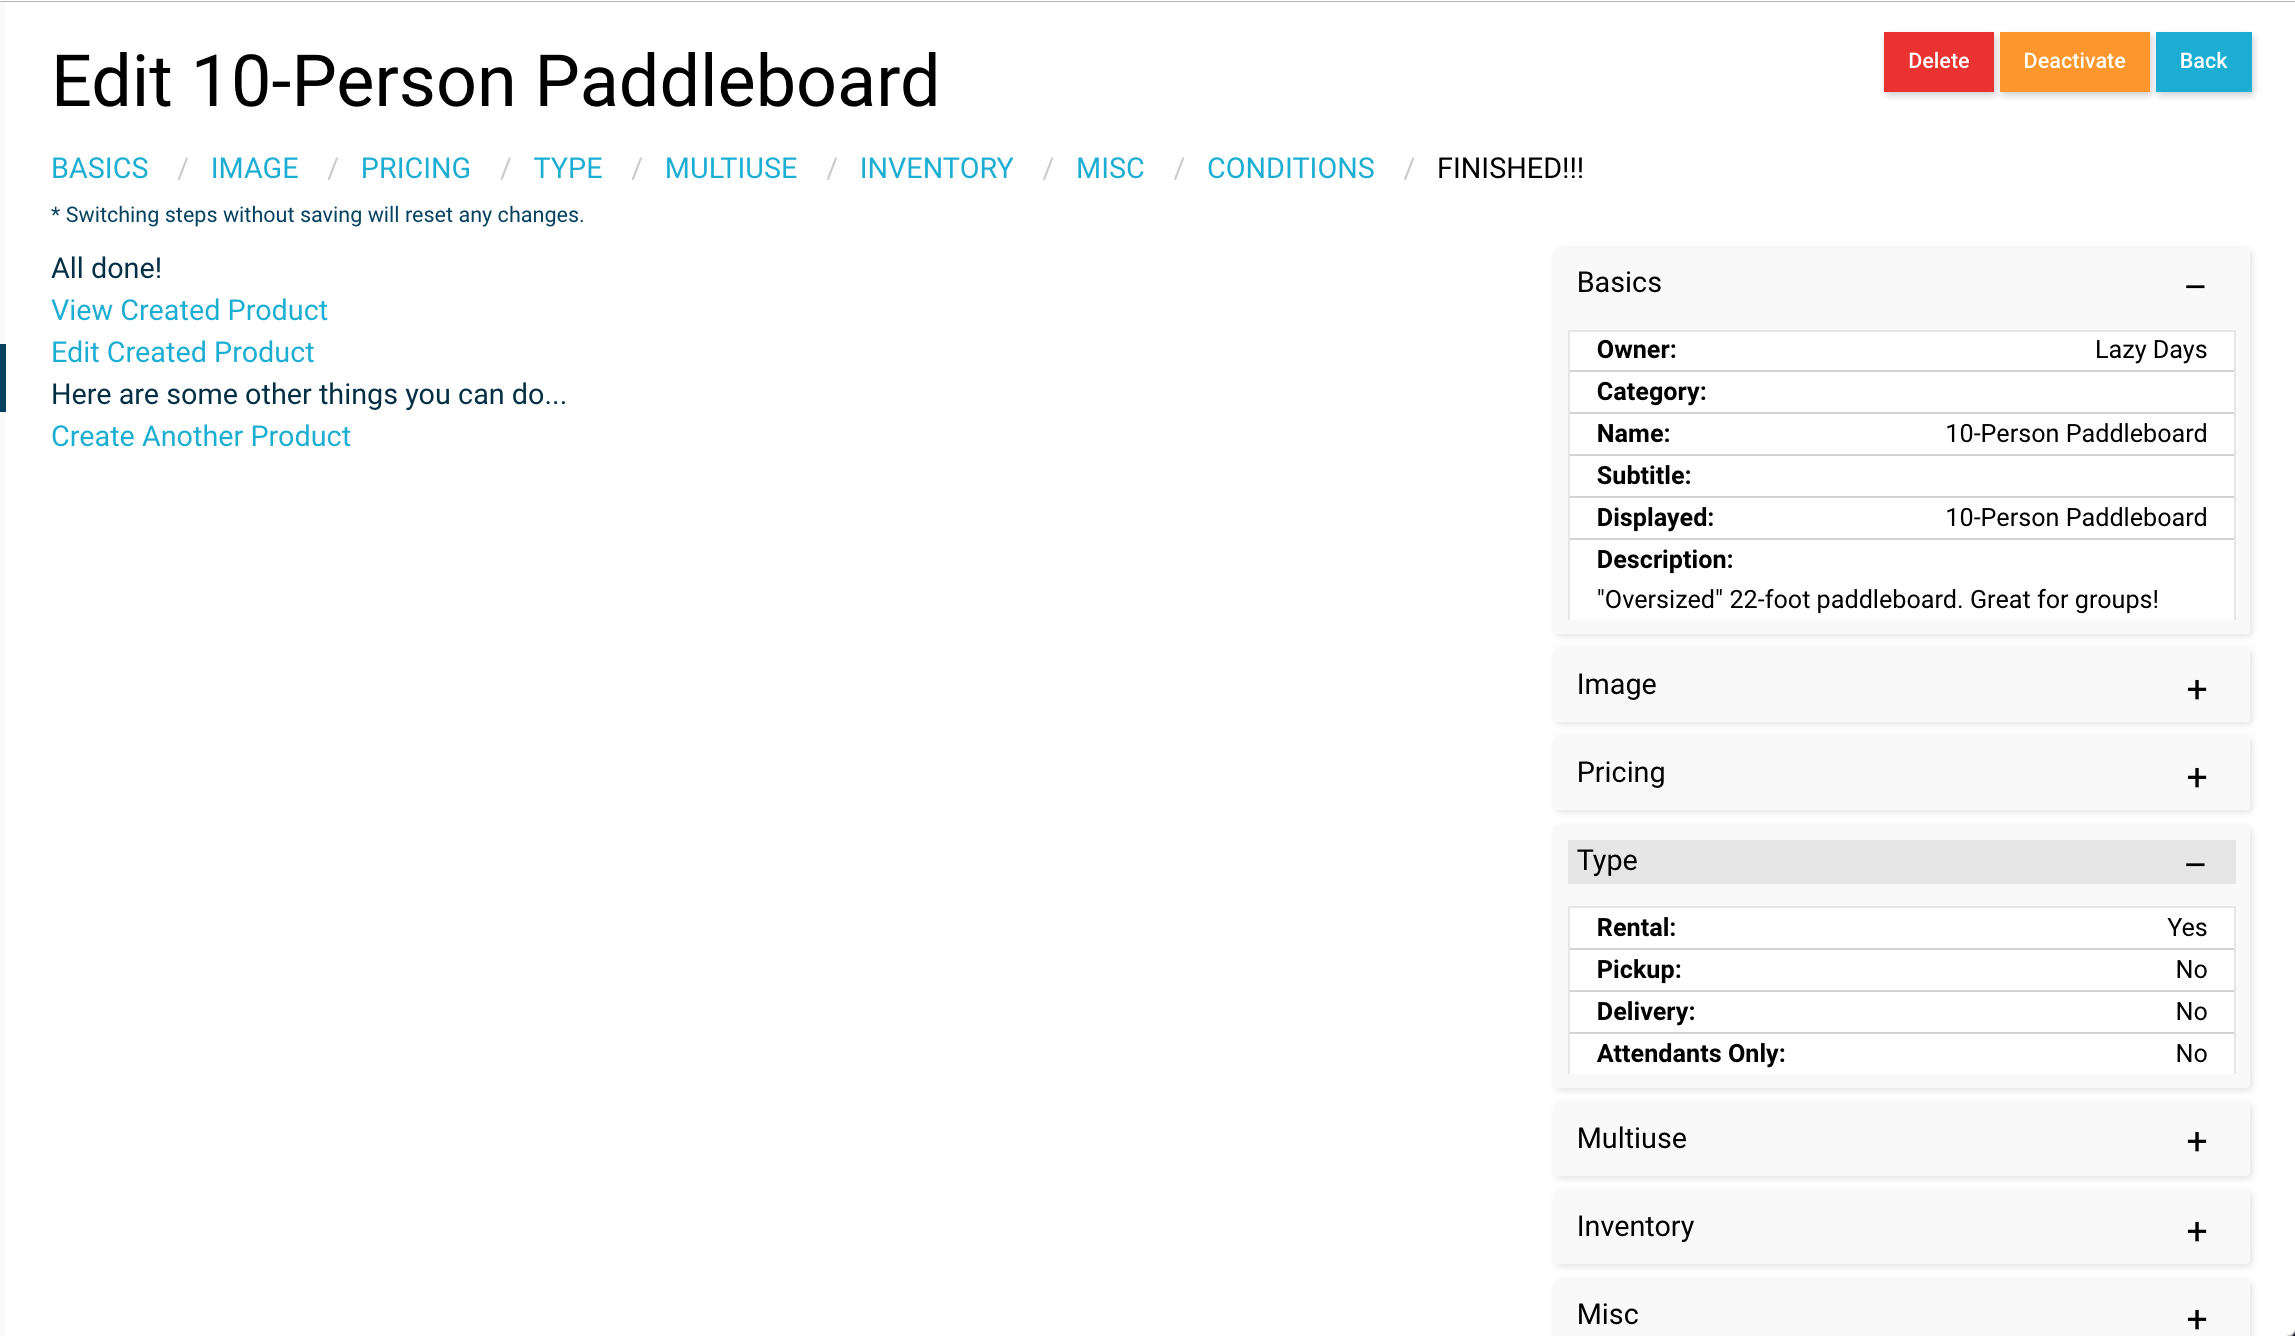 Edit 10-Person Paddleboard
Delete Deactivate Back
BASICS / IMAGE / PRICING / TYPE / MULTIUSE / INVENTORY / MISC / CONDITIONS / FINISHED!!!
* Switching steps without saving will reset any changes.
All done!
View Created Product
Edit Created Product
Here are some other things you can do...
Create Another Product
Basics −
Owner: Lazy Days
Category:
Name: 10-Person Paddleboard
Subtitle:
Displayed: 10-Person Paddleboard
Description:
"Oversized" 22-foot paddleboard. Great for groups!
Image +
Pricing +
Type −
Rental: Yes
Pickup: No
Delivery: No
Attendants Only: No
Multiuse +
Inventory +
Misc +